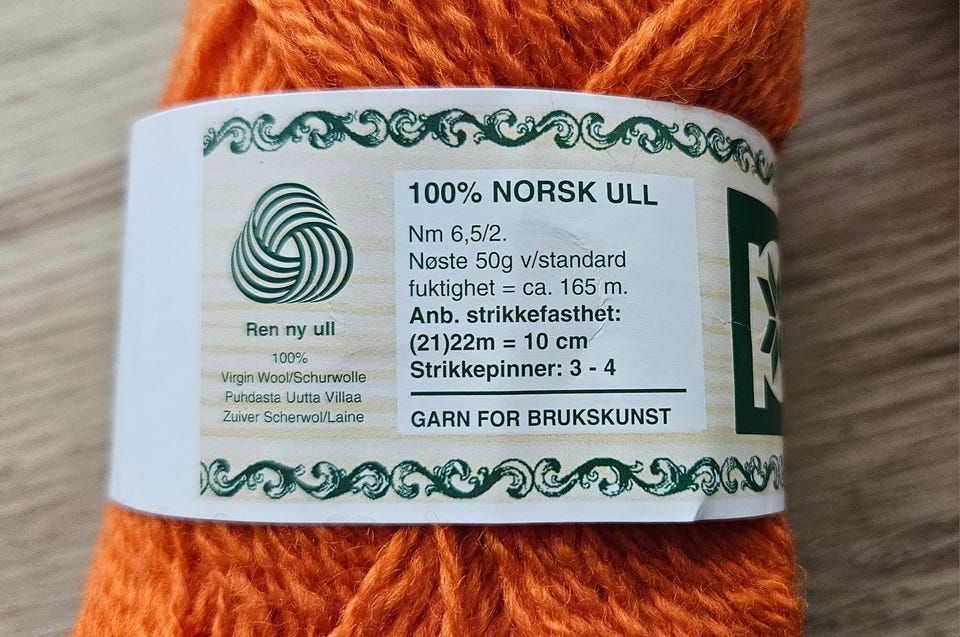 Ren ny ull
100%
Virgin Wool/Schurwolle
Puhdasta Uutta Villaa
Zuiver Scherwol/Laine
100% NORSK ULL
Nm 6,5/2.
Nøste 50g v/standard
fuktighet = ca. 165 m.
Anb. strikkefasthet:
(21)22m = 10 cm
Strikkepinner: 3 - 4
GARN FOR BRUKSKUNST